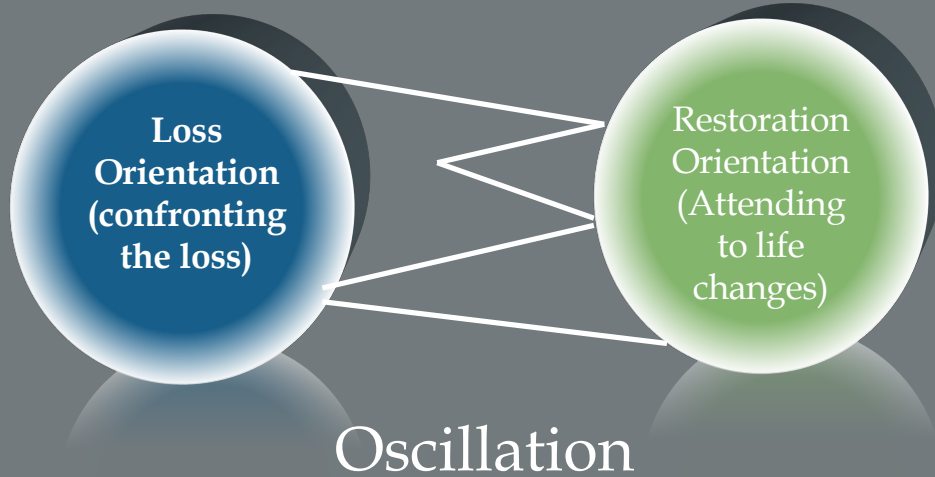 Loss
Orientation
(confronting
the loss)
Restoration
Orientation
(Attending
to life
changes)
Oscillation